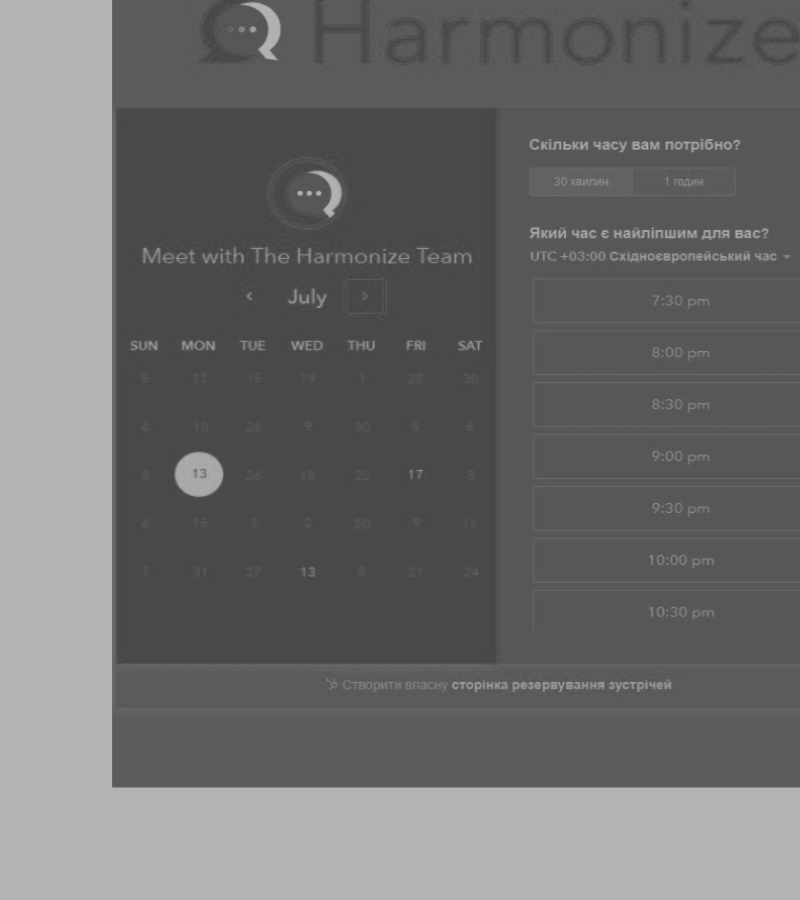 Harmonize
Meet with The Harmonize Team
July
SUN MON TUE WED THU FRI SAT
5 13 15 19 1 28 30
4 10 26 9 30 5 6
8 13 26 18 22 17 3
4 15 7 2 20 9 11
7 31 27 13 8 21 24
Скільки часу вам потрібно?
30 хвилин 1 годин
Який час є найліпшим для вас?
UTC +03:00 Східноєвропейський час
7:30 pm
8:00 pm
8:30 pm
9:00 pm
9:30 pm
10:00 pm
10:30 pm
Створити власну сторінка резервування зустрічей